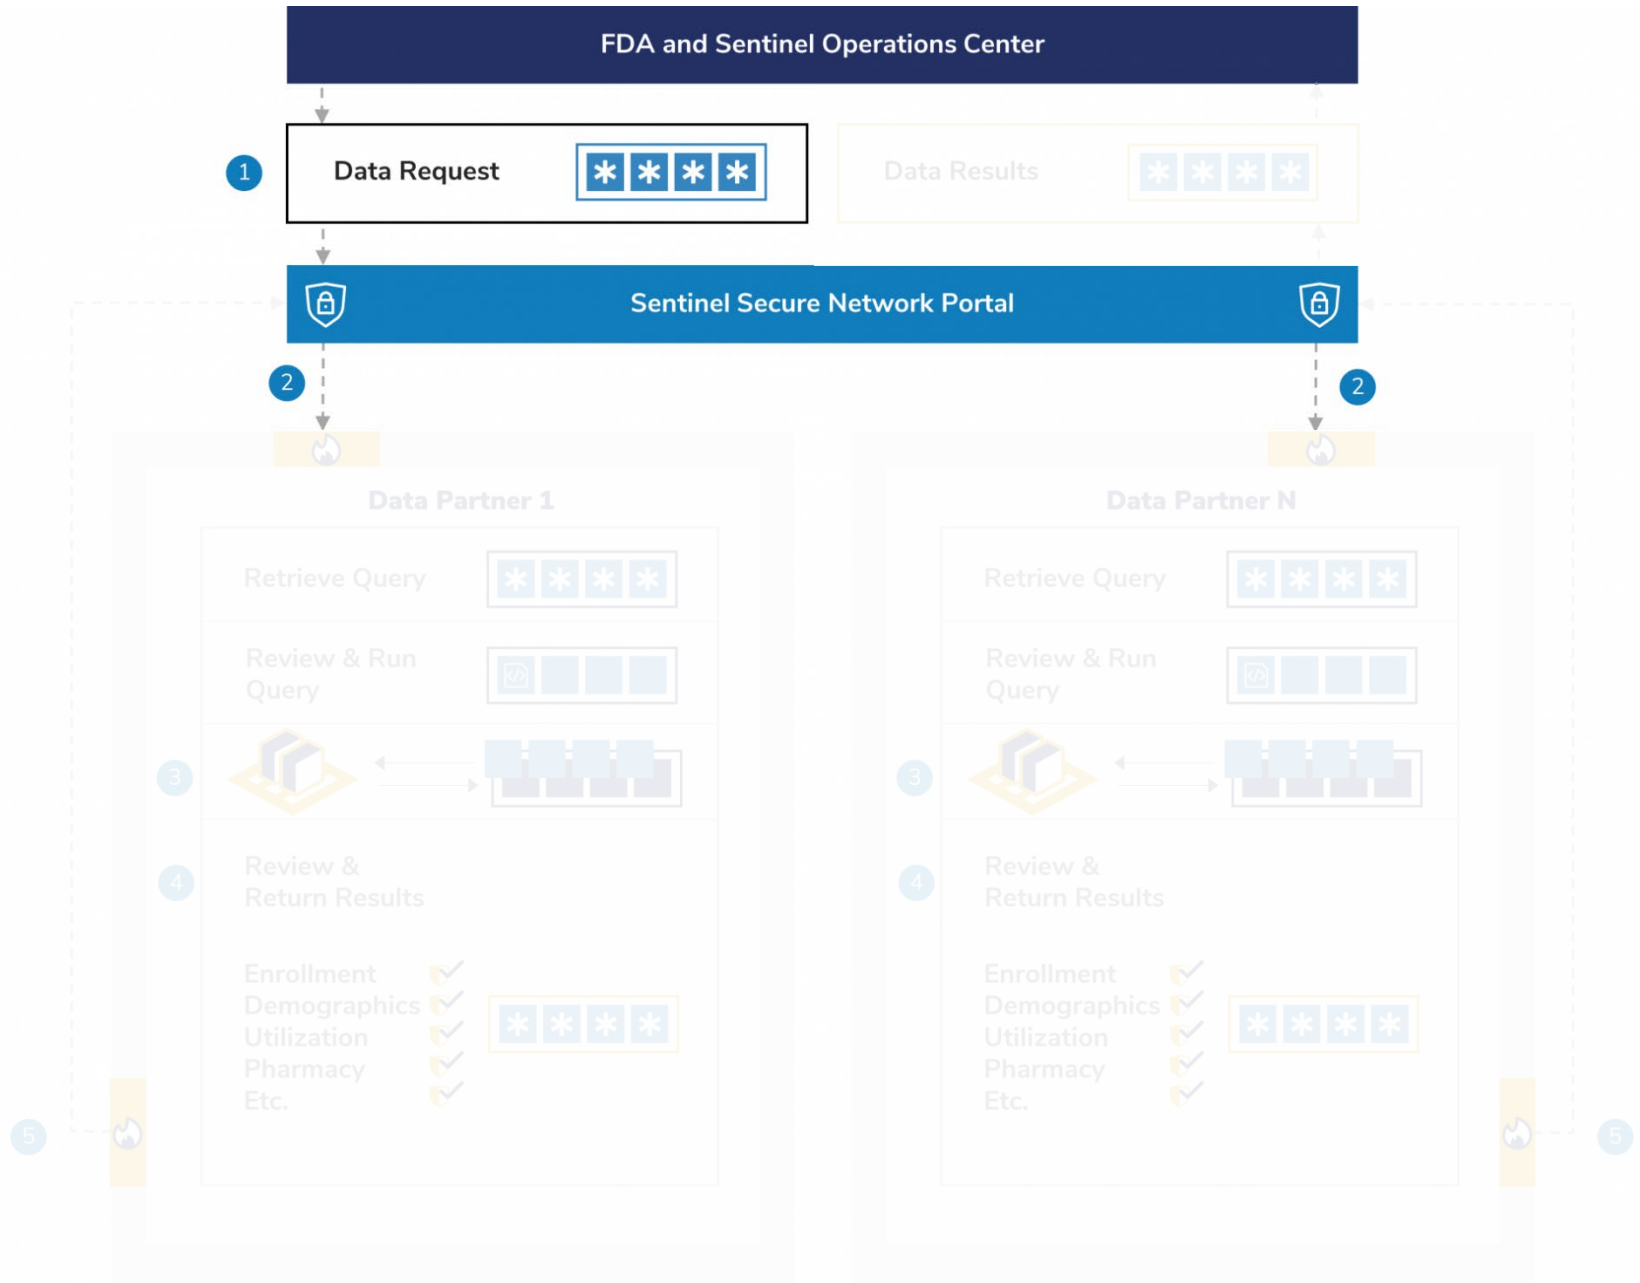 FDA and Sentinel Operations Center
1
Data Request
* * * *
Data Results
* * * *
Sentinel Secure Network Portal
2
2
Data Partner 1
Retrieve Query
* * * *
Review & Run
Query
</>
3
4
Review &
Return Results
Enrollment
Demographics
Utilization
Pharmacy
Etc.
* * * *
5
Data Partner N
Retrieve Query
* * * *
Review & Run
Query
</>
3
4
Review &
Return Results
Enrollment
Demographics
Utilization
Pharmacy
Etc.
* * * *
5